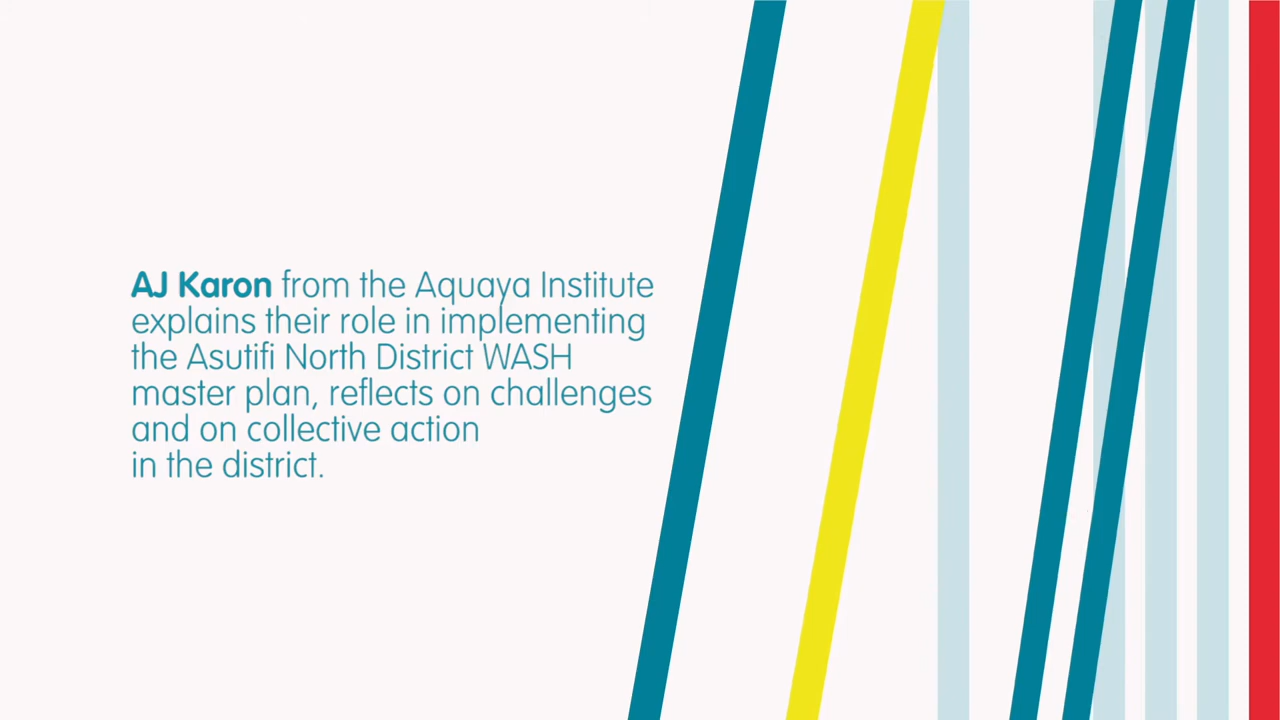 AJ Karon from the Aquaya Institute
explains their role in implementing
the Asutifi North District WASH
master plan, reflects on challenges
and on collective action
in the district.